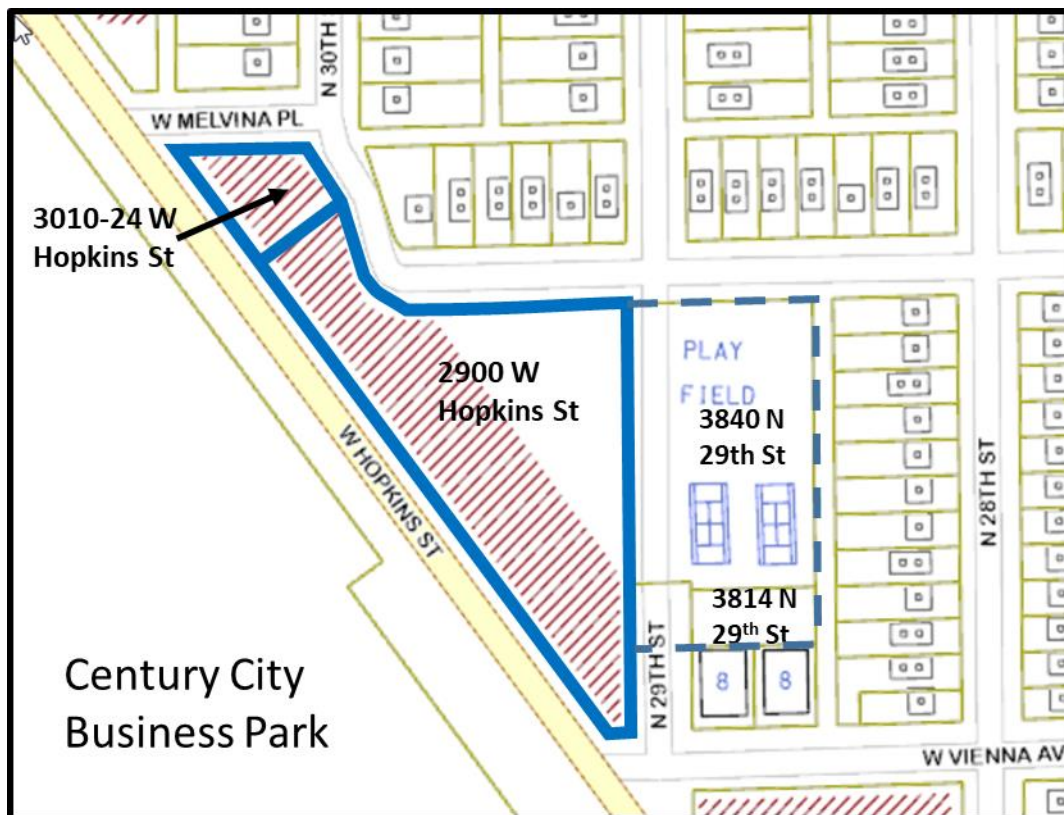 N 30TH
W MELVINA PL
3010-24 W
Hopkins St
2900 W
Hopkins St
PLAY
FIELD
3840 N
29th St
W HOPKINS ST
N 28TH ST
3814 N
29th St
N 29TH ST
8 8
Century City
Business Park
W VIENNA AV